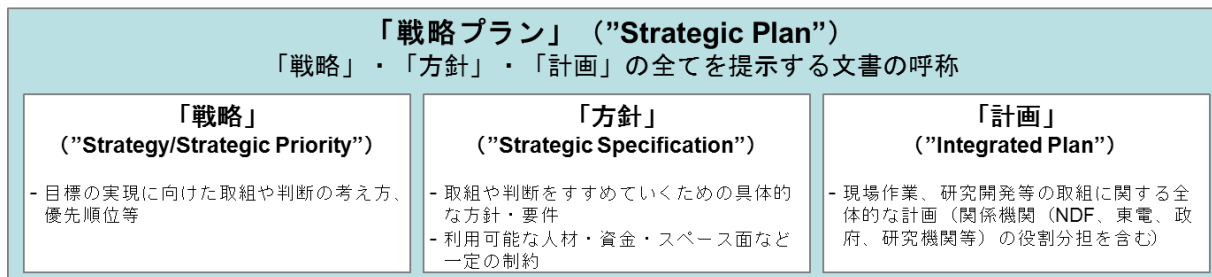 「戦略プラン」（”Strategic Plan”）
「戦略」・「方針」・「計画」の全てを提示する文書の呼称
「戦略」
（”Strategy/Strategic Priority”）
- 目標の実現に向けた取組や判断の考え方、
優先順位等
「方針」
（”Strategic Specification”）
- 取組や判断をすすめていくための具体的
な方針・要件
- 利用可能な人材・資金・スペース面など
一定の制約
「計画」
（”Integrated Plan”）
- 現場作業、研究開発等の取組に関する全
体的な計画（関係機関（NDF、東電、政
府、研究機関等）の役割分担を含む）